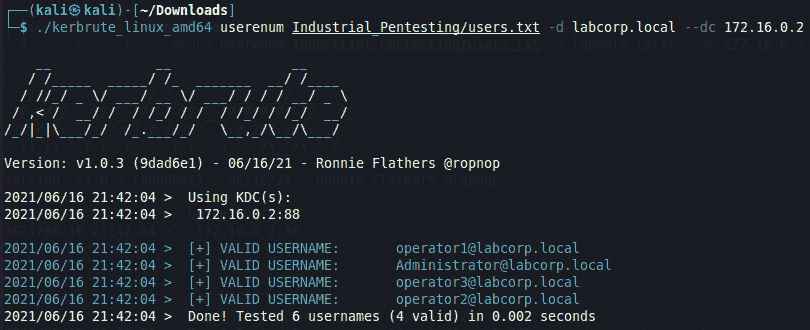 (kali㉿kali)-[~/Downloads]
$ ./kerbrute_linux_amd64 userenum Industrial_Pentesting/users.txt -d labcorp.local --dc 172.16.0.2
    __             __               __
   / /_____  _____/ /_  _______  __/ /____
  / //_/ _ \/ ___/ __ \/ ___/ / / / __/ _ \
 / ,< /  __/ /  / /_/ / /  / /_/ / /_/  __/
/_/|_|\___/_/  /_.___/_/   \__,_/\__/\___/
Version: v1.0.3 (9dad6e1) - 06/16/21 - Ronnie Flathers @ropnop
2021/06/16 21:42:04 >  Using KDC(s):
2021/06/16 21:42:04 >   172.16.0.2:88
2021/06/16 21:42:04 >  [+] VALID USERNAME:       operator1@labcorp.local
2021/06/16 21:42:04 >  [+] VALID USERNAME:       Administrator@labcorp.local
2021/06/16 21:42:04 >  [+] VALID USERNAME:       operator3@labcorp.local
2021/06/16 21:42:04 >  [+] VALID USERNAME:       operator2@labcorp.local
2021/06/16 21:42:04 >  Done! Tested 6 usernames (4 valid) in 0.002 seconds